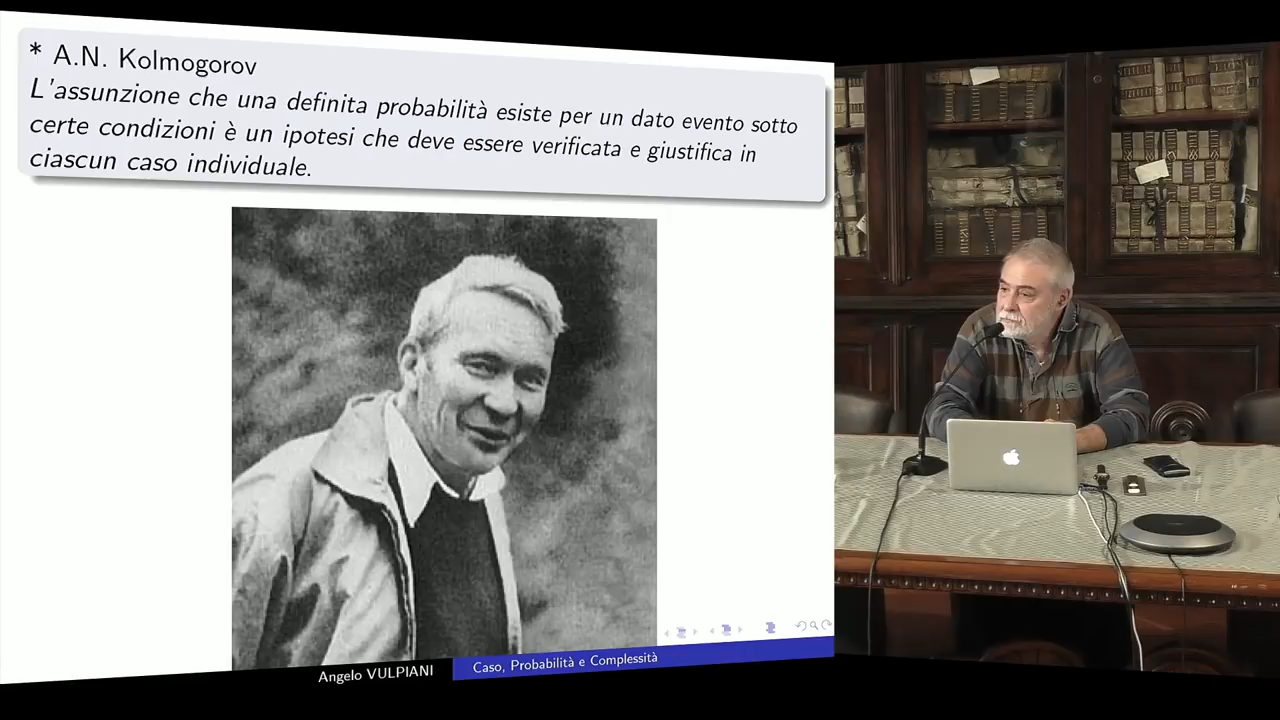 * A.N. Kolmogorov
L'assunzione che una definita probabilità esiste per un dato evento sotto
certe condizioni è un ipotesi che deve essere verificata e giustifica in
ciascun caso individuale.
Angelo VULPIANI
Caso, Probabilità e Complessità